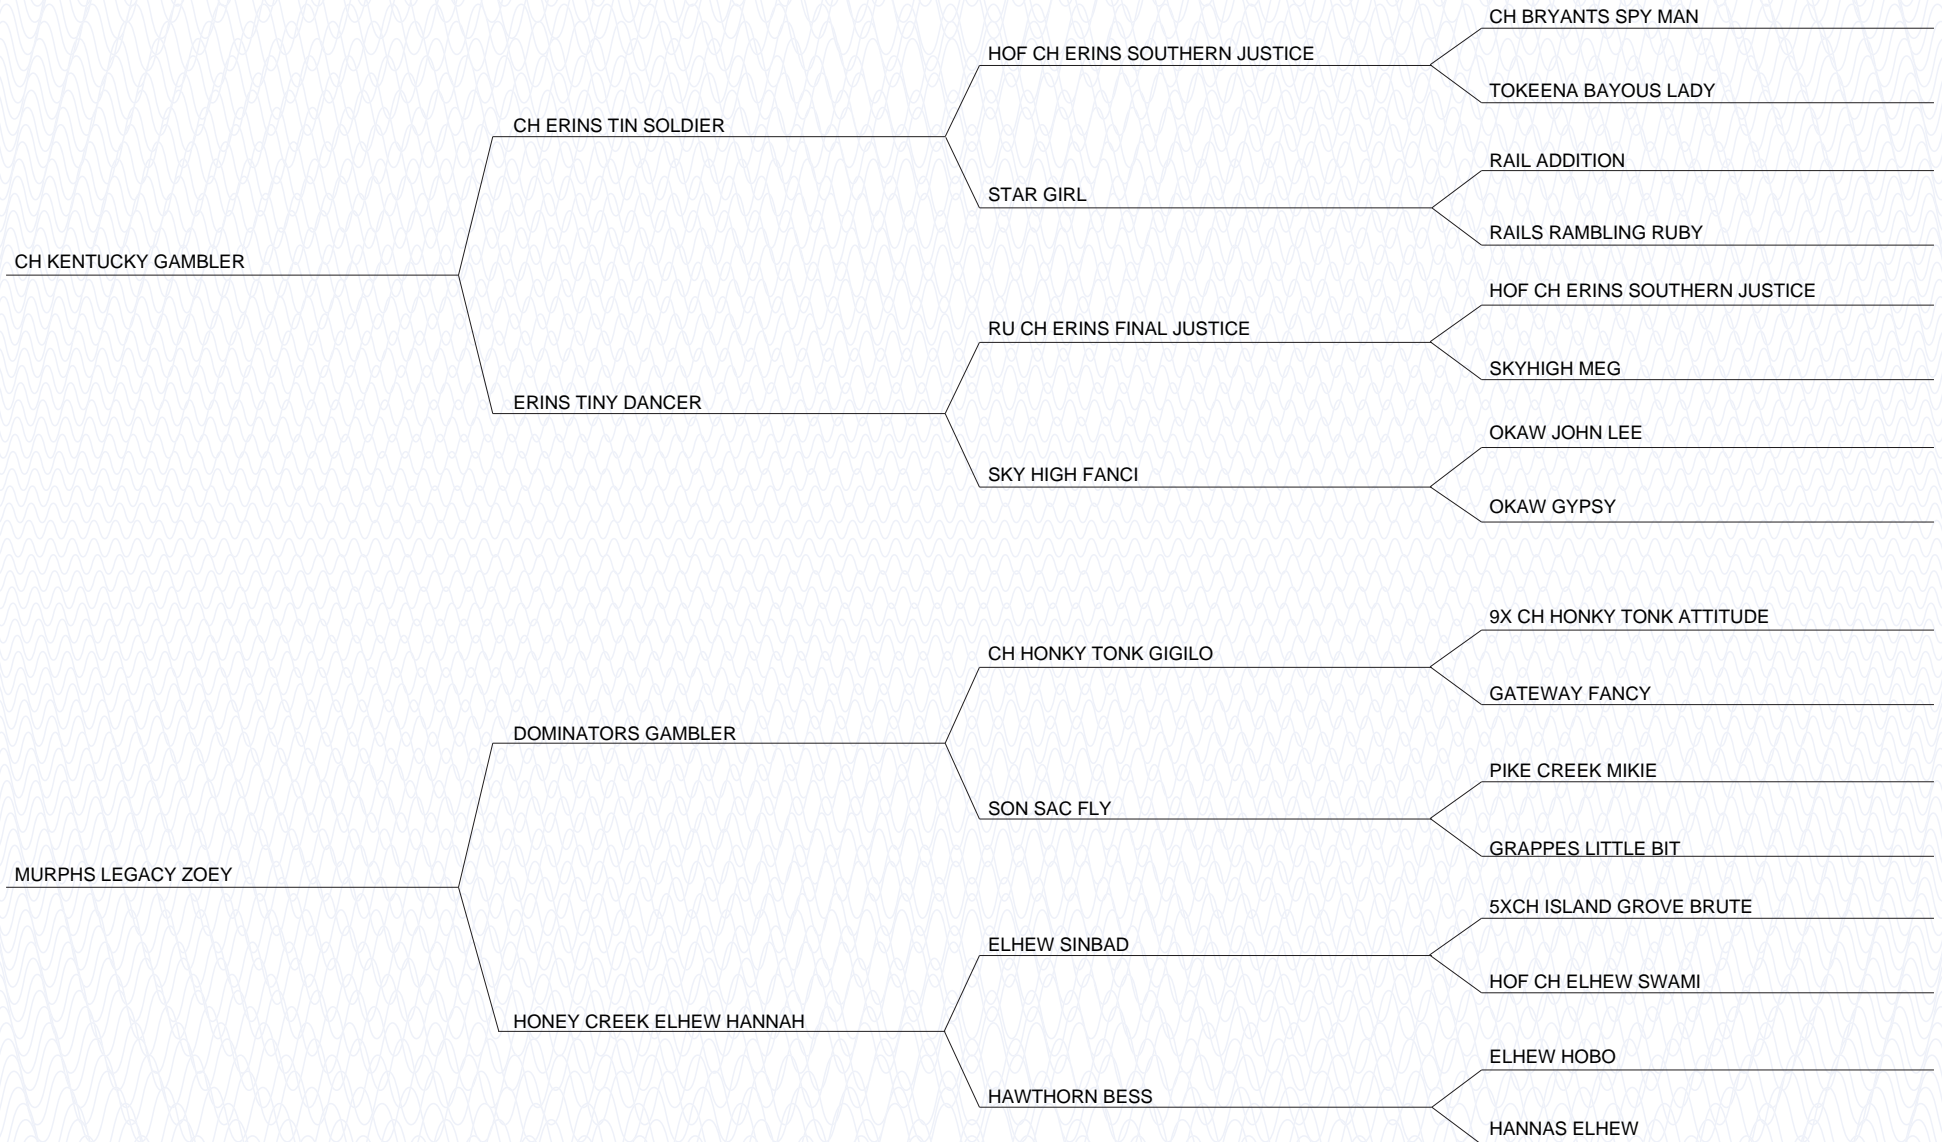 CH BRYANTS SPY MAN
HOF CH ERINS SOUTHERN JUSTICE
TOKEENA BAYOUS LADY
CH ERINS TIN SOLDIER
RAIL ADDITION
STAR GIRL
RAILS RAMBLING RUBY
CH KENTUCKY GAMBLER
HOF CH ERINS SOUTHERN JUSTICE
RU CH ERINS FINAL JUSTICE
SKYHIGH MEG
ERINS TINY DANCER
OKAW JOHN LEE
SKY HIGH FANCI
OKAW GYPSY
9X CH HONKY TONK ATTITUDE
CH HONKY TONK GIGILO
GATEWAY FANCY
DOMINATORS GAMBLER
PIKE CREEK MIKIE
SON SAC FLY
GRAPPES LITTLE BIT
MURPHS LEGACY ZOEY
5XCH ISLAND GROVE BRUTE
ELHEW SINBAD
HOF CH ELHEW SWAMI
HONEY CREEK ELHEW HANNAH
ELHEW HOBO
HAWTHORN BESS
HANNAS ELHEW